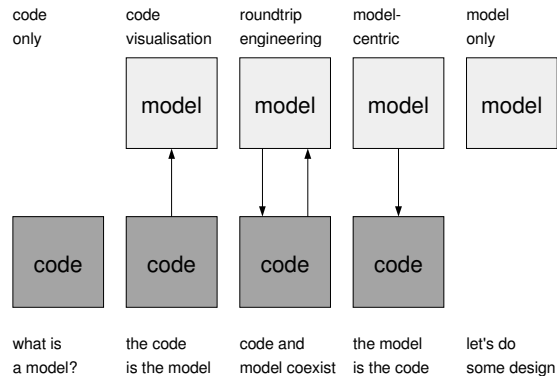 code
only
code
visualisation
roundtrip
engineering
model-
centric
model
only
model
model
model
model
code
code
code
code
what is
a model?
the code
is the model
code and
model coexist
the model
is the code
let's do
some design